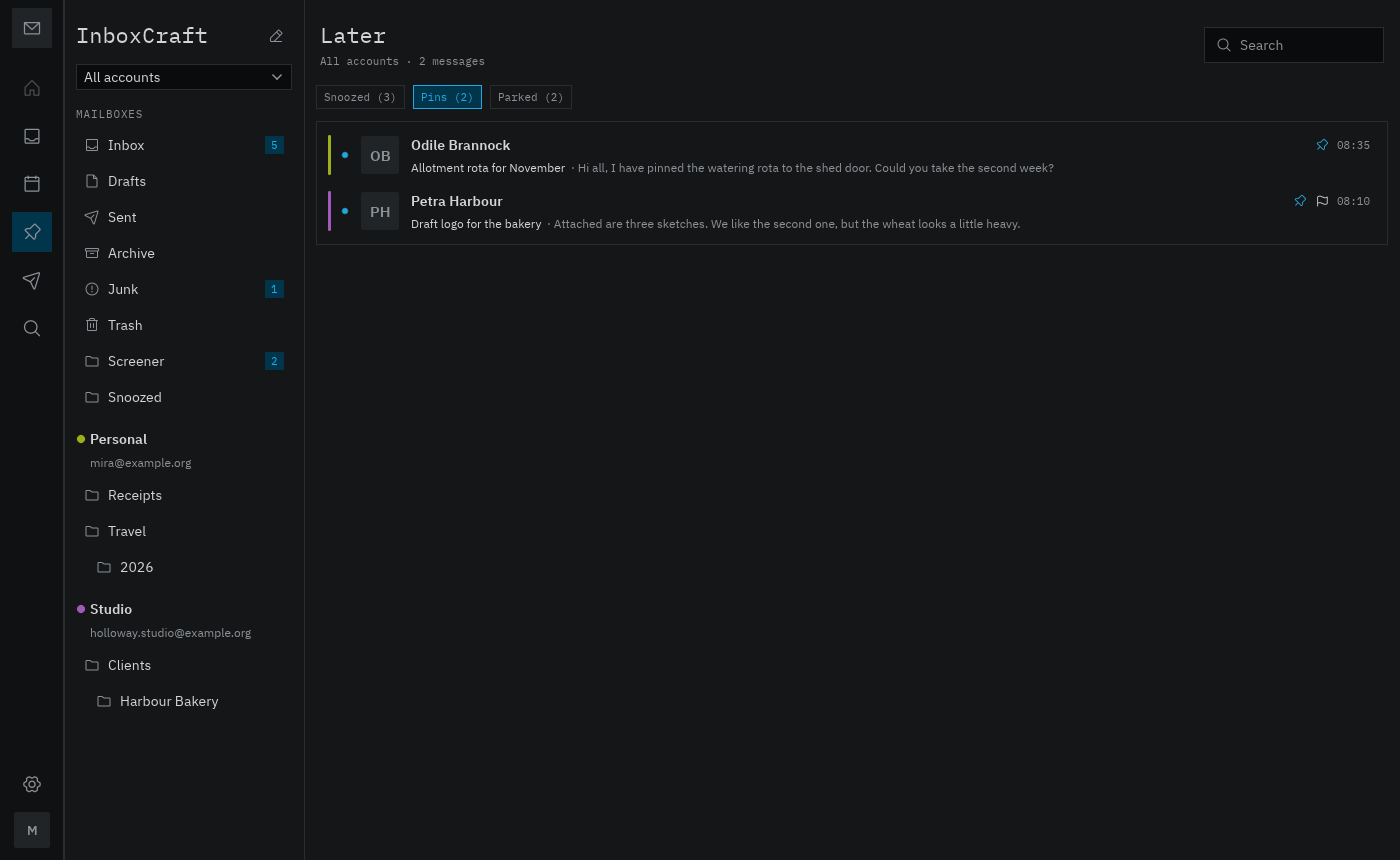 InboxCraft
All accounts
MAILBOXES
Inbox 5
Drafts
Sent
Archive
Junk 1
Trash
Screener 2
Snoozed
Personal
mira@example.org
Receipts
Travel
2026
Studio
holloway.studio@example.org
Clients
Harbour Bakery
M
Later
All accounts · 2 messages
Search
Snoozed (3) Pins (2) Parked (2)
OB Odile Brannock 08:35
Allotment rota for November · Hi all, I have pinned the watering rota to the shed door. Could you take the second week?
PH Petra Harbour 08:10
Draft logo for the bakery · Attached are three sketches. We like the second one, but the wheat looks a little heavy.